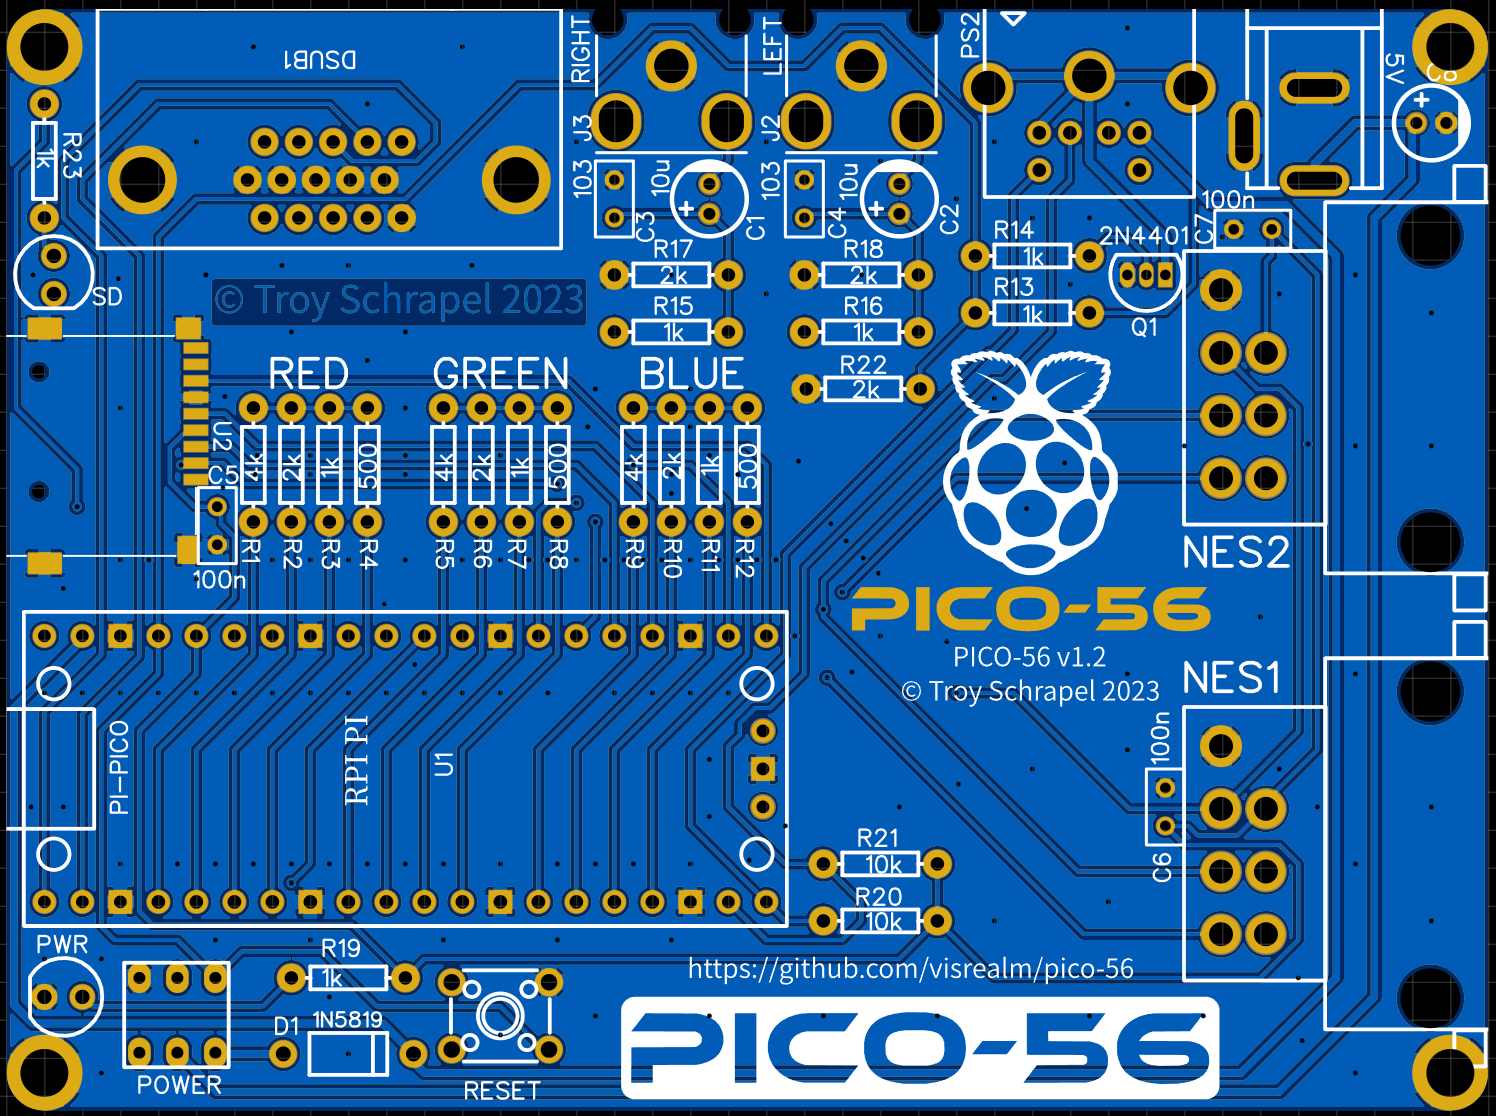 DSUB1
RIGHT
LEFT
PS2
5V
C8
R23
1k
J3
J2
103
10u
C3
C1
103
10u
C4
C2
100n
C7
2N4401
Q1
R14
1k
R13
1k
R17
2k
R18
2k
R15
1k
R16
1k
R22
2k
SD
© Troy Schrapel 2023
RED
GREEN
BLUE
U2
C5
100n
4k
2k
1k
500
4k
2k
1k
500
4k
2k
1k
500
R1
R2
R3
R4
R5
R6
R7
R8
R9
R10
R11
R12
NES2
PICO-56
PICO-56 v1.2
© Troy Schrapel 2023
NES1
PI-PICO
RPI PI
U1
100n
C6
R21
10k
R20
10k
PWR
R19
1k
D1
1N5819
POWER
RESET
https://github.com/visrealm/pico-56
PICO-56